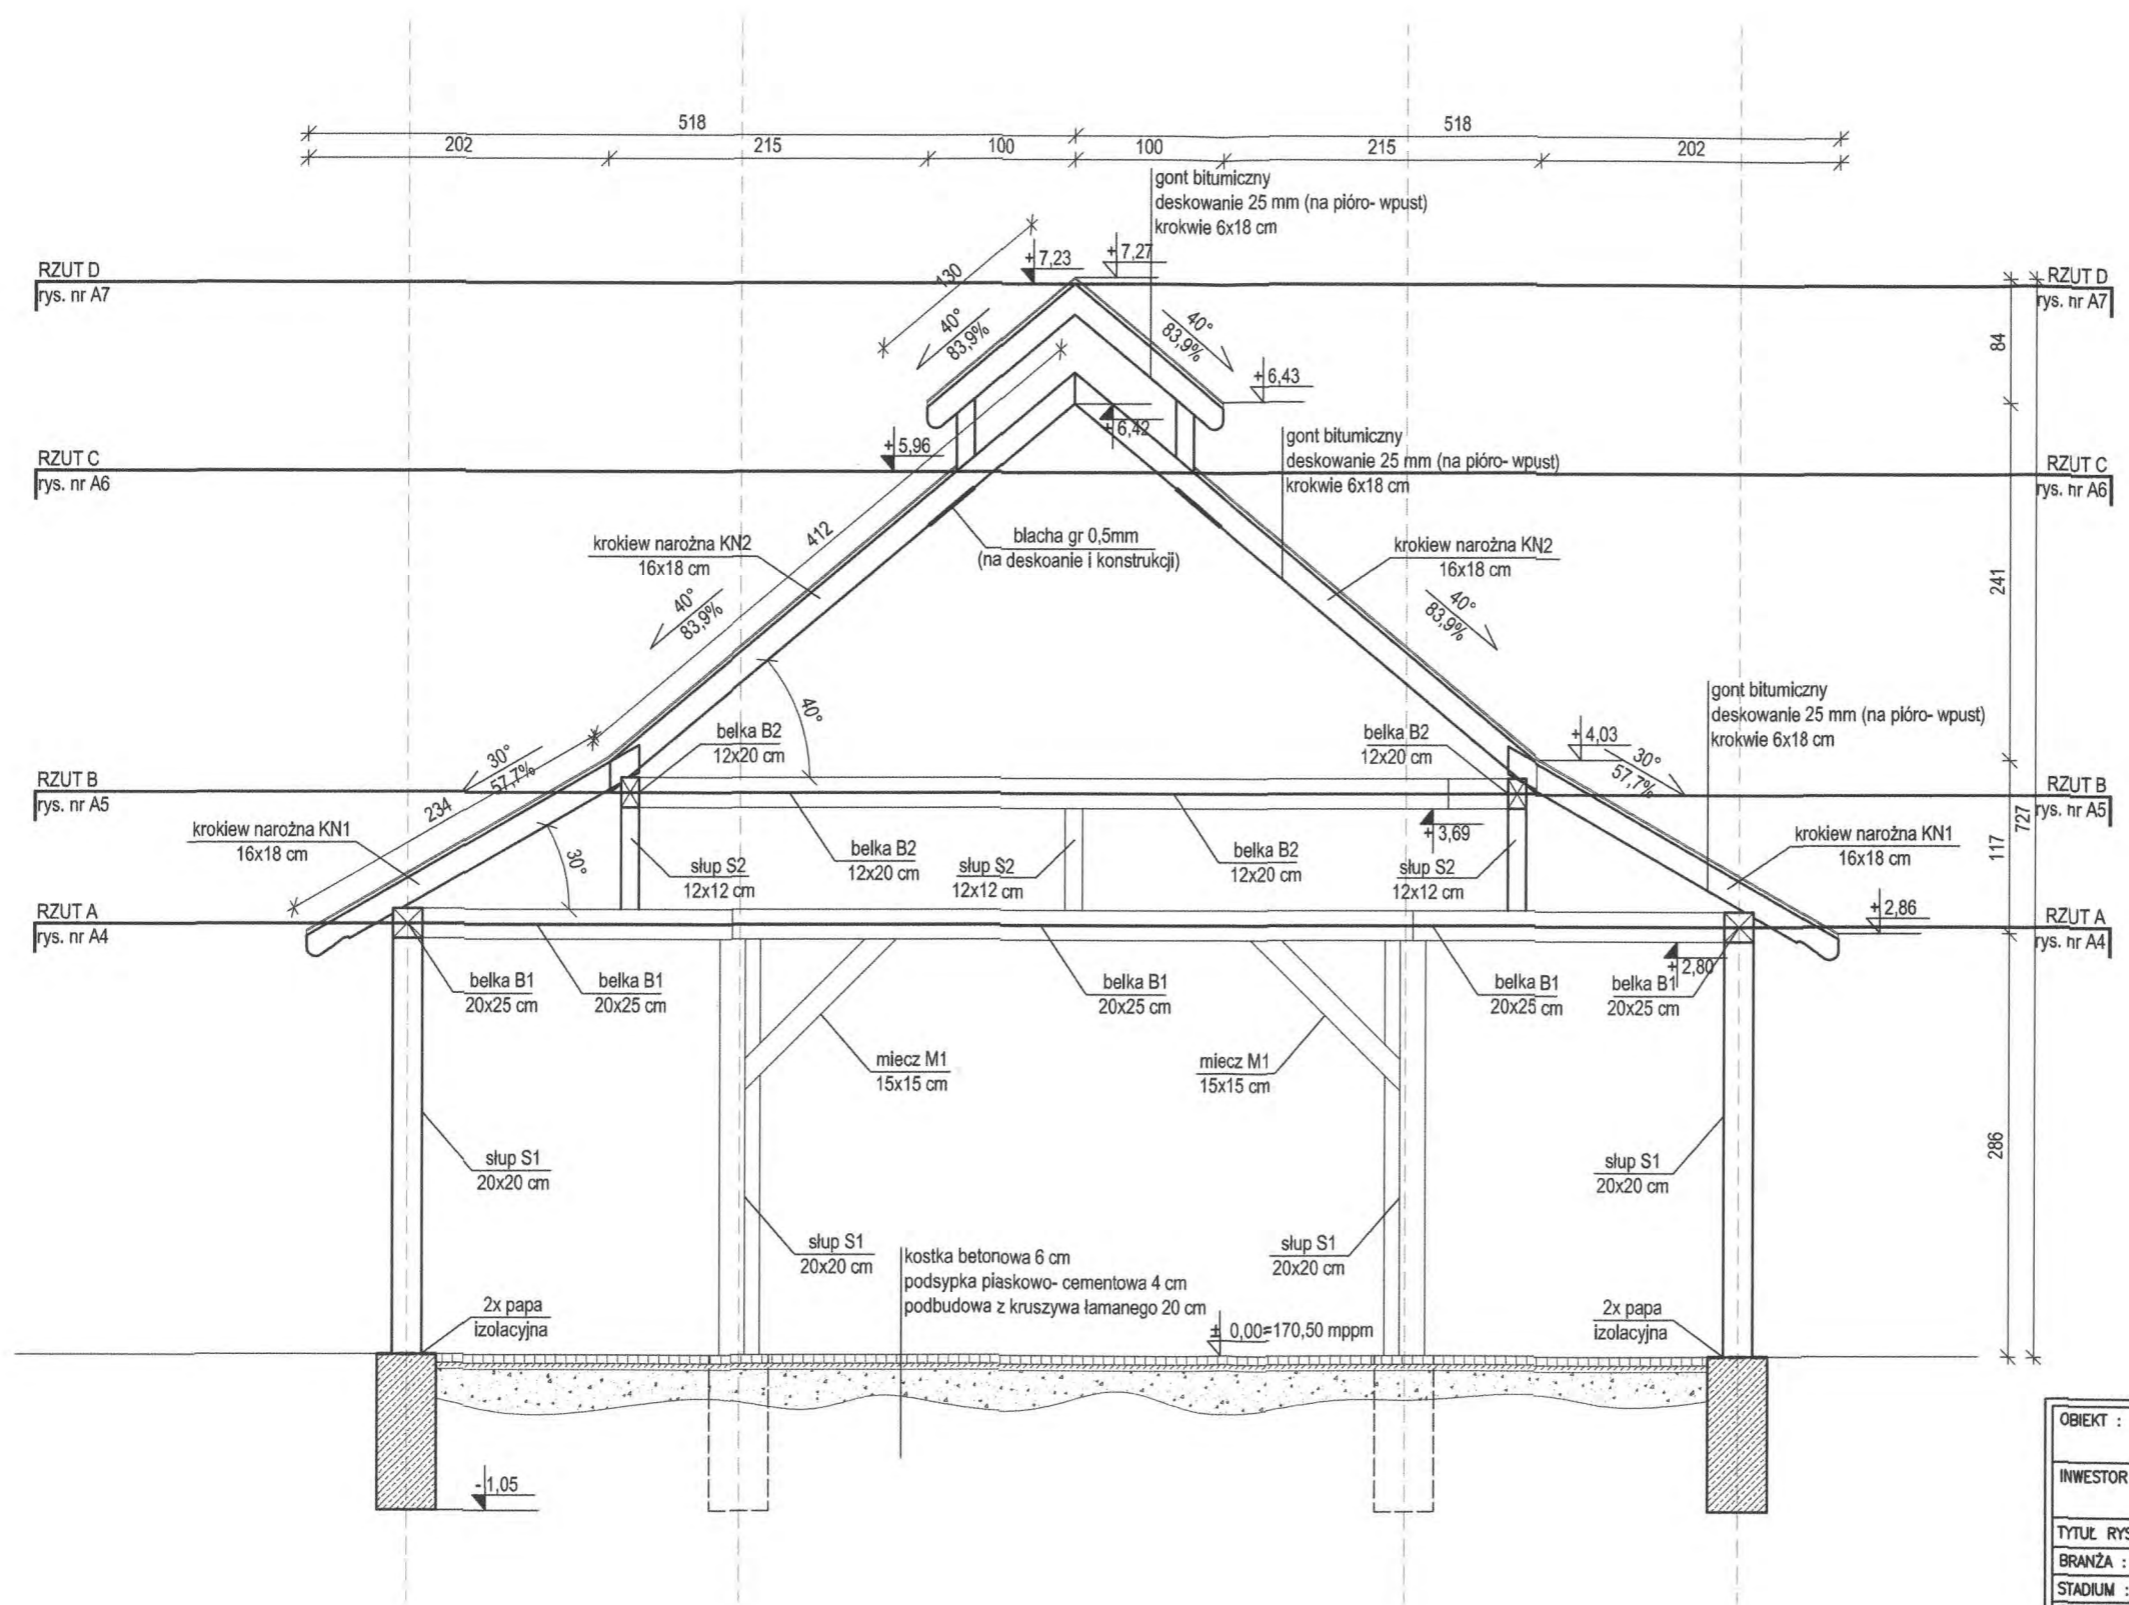 518
518
202
215
100
100
215
202
gont bitumiczny
deskowanie 25 mm (na pióro- wpust)
krokwie 6x18 cm
130
+ 7,23
+ 7,27
RZUT D
rys. nr A7
RZUT D
rys. nr A7
40°
83,9%
40°
83,9%
84
+ 6,43
+ 6,42
+ 5,96
gont bitumiczny
deskowanie 25 mm (na pióro- wpust)
krokwie 6x18 cm
RZUT C
rys. nr A6
RZUT C
rys. nr A6
412
krokiew narożna KN2
16x18 cm
blacha gr 0,5mm
(na deskoanie i konstrukcji)
krokiew narożna KN2
16x18 cm
241
40°
83,9%
40°
83,9%
40°
gont bitumiczny
deskowanie 25 mm (na pióro- wpust)
krokwie 6x18 cm
belka B2
12x20 cm
belka B2
12x20 cm
+ 4,03
30°
57,7%
30°
57,7%
RZUT B
rys. nr A5
RZUT B
rys. nr A5
234
727
+ 3,69
krokiew narożna KN1
16x18 cm
30°
słup S2
12x12 cm
belka B2
12x20 cm
słup S2
12x12 cm
belka B2
12x20 cm
słup S2
12x12 cm
krokiew narożna KN1
16x18 cm
117
+ 2,86
RZUT A
rys. nr A4
RZUT A
rys. nr A4
+ 2,80
belka B1
20x25 cm
belka B1
20x25 cm
belka B1
20x25 cm
belka B1
20x25 cm
belka B1
20x25 cm
miecz M1
15x15 cm
miecz M1
15x15 cm
286
słup S1
20x20 cm
słup S1
20x20 cm
słup S1
20x20 cm
słup S1
20x20 cm
kostka betonowa 6 cm
podsypka piaskowo- cementowa 4 cm
podbudowa z kruszywa łamanego 20 cm
2x papa
izolacyjna
± 0,00=170,50 mppm
2x papa
izolacyjna
- 1,05
OBIEKT :
INWESTOR
TYTUŁ RYS
BRANŻA :
STADIUM :